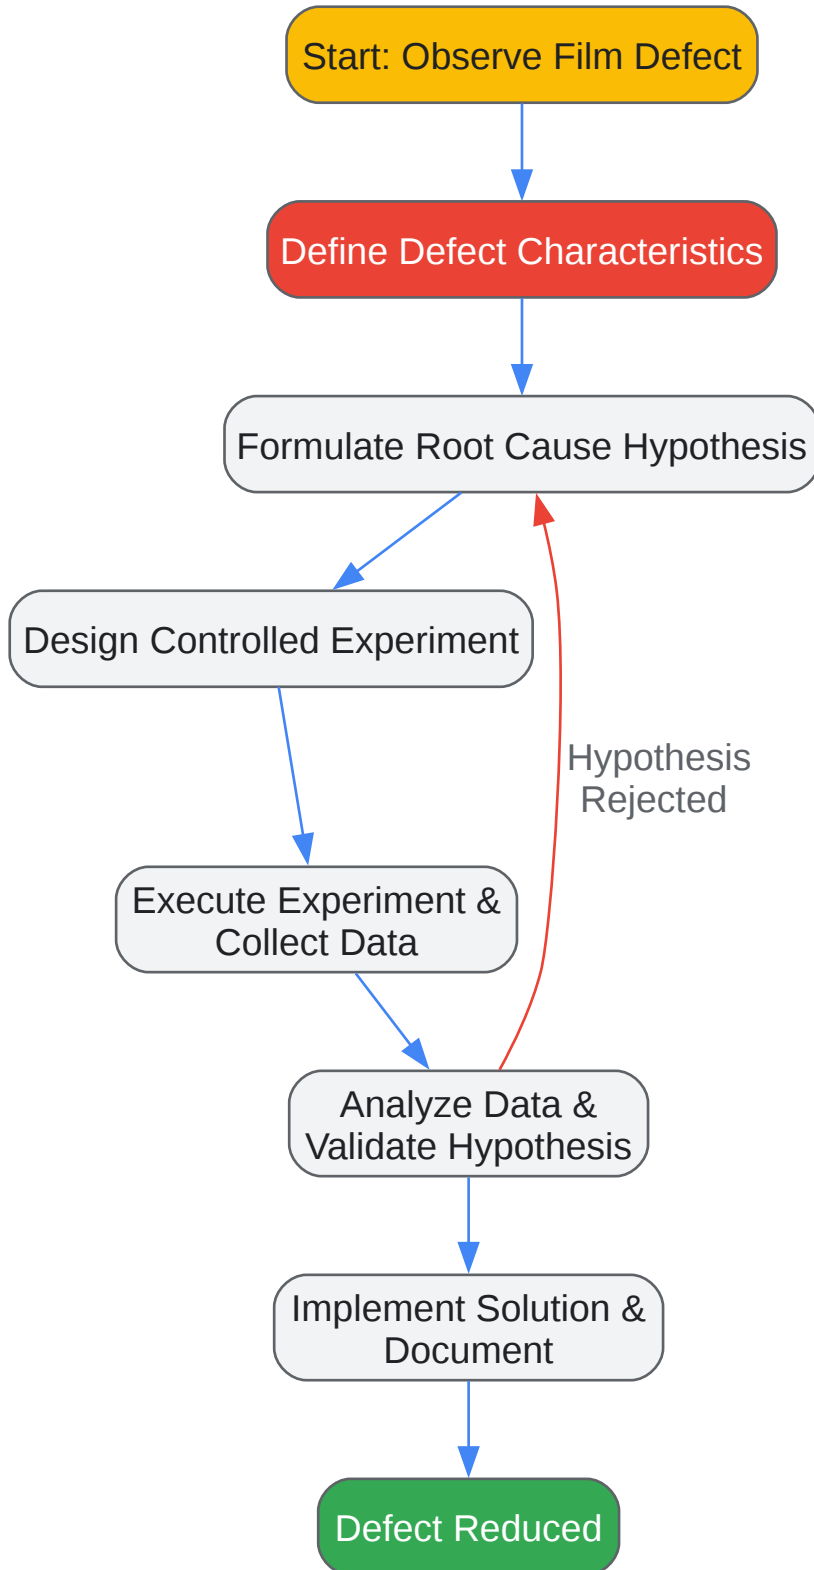 Start: Observe Film Defect
Define Defect Characteristics
Formulate Root Cause Hypothesis
Design Controlled Experiment
Hypothesis
Rejected
Execute Experiment &
Collect Data
Analyze Data &
Validate Hypothesis
Implement Solution &
Document
Defect Reduced